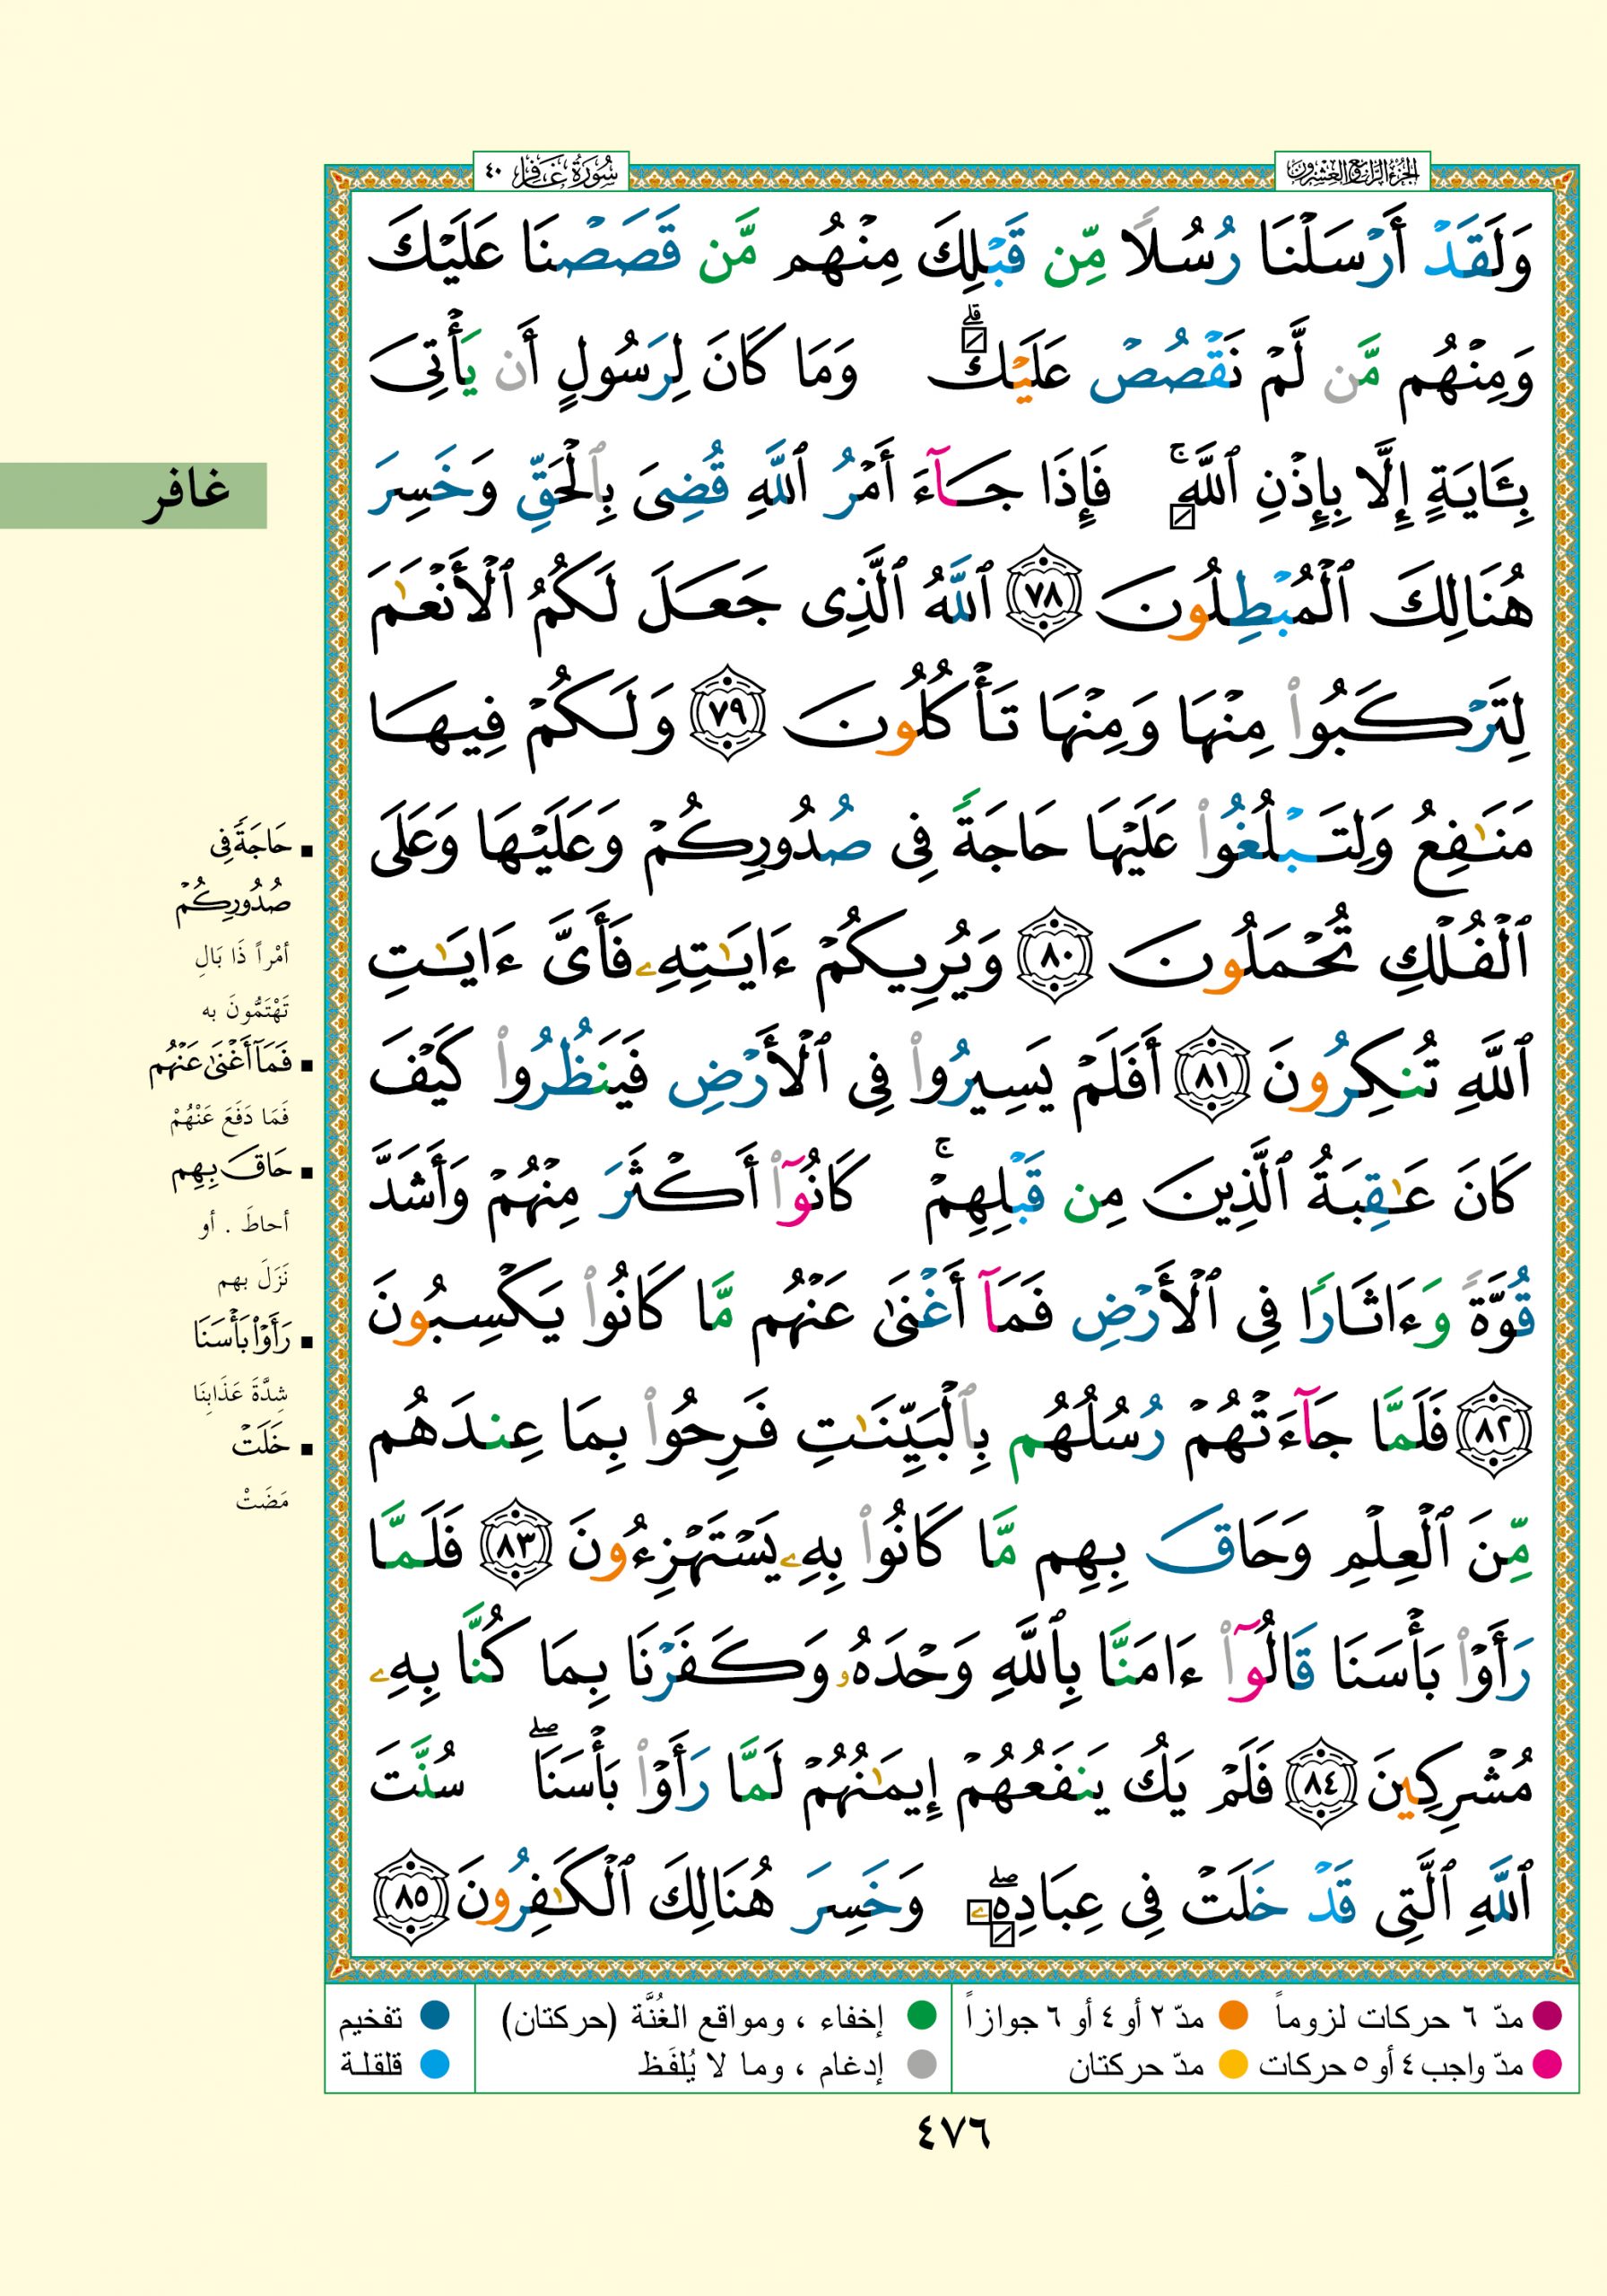 الجزء الرابع والعشرون
سُورَةُ غَافِر ٤٠
وَلَقَدْ أَرْسَلْنَا رُسُلًا مِّن قَبْلِكَ مِنْهُم مَّن قَصَصْنَا عَلَيْكَ
وَمِنْهُم مَّن لَّمْ نَقْصُصْ عَلَيْكَ ۗ وَمَا كَانَ لِرَسُولٍ أَن يَأْتِىَ
بِـَٔايَةٍ إِلَّا بِإِذْنِ ٱللَّهِ ۚ فَإِذَا جَآءَ أَمْرُ ٱللَّهِ قُضِىَ بِٱلْحَقِّ وَخَسِرَ
هُنَالِكَ ٱلْمُبْطِلُونَ ٧٨ ٱللَّهُ ٱلَّذِى جَعَلَ لَكُمُ ٱلْأَنْعَٰمَ
لِتَرْكَبُوا۟ مِنْهَا وَمِنْهَا تَأْكُلُونَ ٧٩ وَلَكُمْ فِيهَا
مَنَٰفِعُ وَلِتَبْلُغُوا۟ عَلَيْهَا حَاجَةً فِى صُدُورِكُمْ وَعَلَيْهَا وَعَلَى
ٱلْفُلْكِ تُحْمَلُونَ ٨٠ وَيُرِيكُمْ ءَايَٰتِهِۦ فَأَىَّ ءَايَٰتِ
ٱللَّهِ تُنكِرُونَ ٨١ أَفَلَمْ يَسِيرُوا۟ فِى ٱلْأَرْضِ فَيَنظُرُوا۟ كَيْفَ
كَانَ عَٰقِبَةُ ٱلَّذِينَ مِن قَبْلِهِمْ ۚ كَانُوٓا۟ أَكْثَرَ مِنْهُمْ وَأَشَدَّ
قُوَّةً وَءَاثَارًا فِى ٱلْأَرْضِ فَمَآ أَغْنَىٰ عَنْهُم مَّا كَانُوا۟ يَكْسِبُونَ
٨٢ فَلَمَّا جَآءَتْهُمْ رُسُلُهُم بِٱلْبَيِّنَٰتِ فَرِحُوا۟ بِمَا عِندَهُم
مِّنَ ٱلْعِلْمِ وَحَاقَ بِهِم مَّا كَانُوا۟ بِهِۦ يَسْتَهْزِءُونَ ٨٣ فَلَمَّا
رَأَوْا۟ بَأْسَنَا قَالُوٓا۟ ءَامَنَّا بِٱللَّهِ وَحْدَهُۥ وَكَفَرْنَا بِمَا كُنَّا بِهِۦ
مُشْرِكِينَ ٨٤ فَلَمْ يَكُ يَنفَعُهُمْ إِيمَٰنُهُمْ لَمَّا رَأَوْا۟ بَأْسَنَا ۖ سُنَّتَ
ٱللَّهِ ٱلَّتِى قَدْ خَلَتْ فِى عِبَادِهِۦ ۖ وَخَسِرَ هُنَالِكَ ٱلْكَٰفِرُونَ ٨٥
غافر
حَاجَةً فِى
صُدُورِكُمْ
أمْراً ذَا بَالٍ
تَهْتَمُّونَ به
فَمَآ أَغْنَىٰ عَنْهُم
فَمَا دَفَعَ عَنْهُمْ
حَاقَ بِهِم
أحاطَ . أو
نَزَلَ بهم
رَأَوْا۟ بَأْسَنَا
شِدَّةَ عَذَابِنَا
خَلَتْ
مَضَتْ
مدّ ٦ حركات لزوماً مدّ ٢ أو ٤ أو ٦ جوازاً إخفاء ، ومواقع الغُنَّة (حركتان) تفخيم
مدّ واجب ٤ أو ٥ حركات مدّ حركتان إدغام ، وما لا يُلفَظ قلقلة
٤٧٦